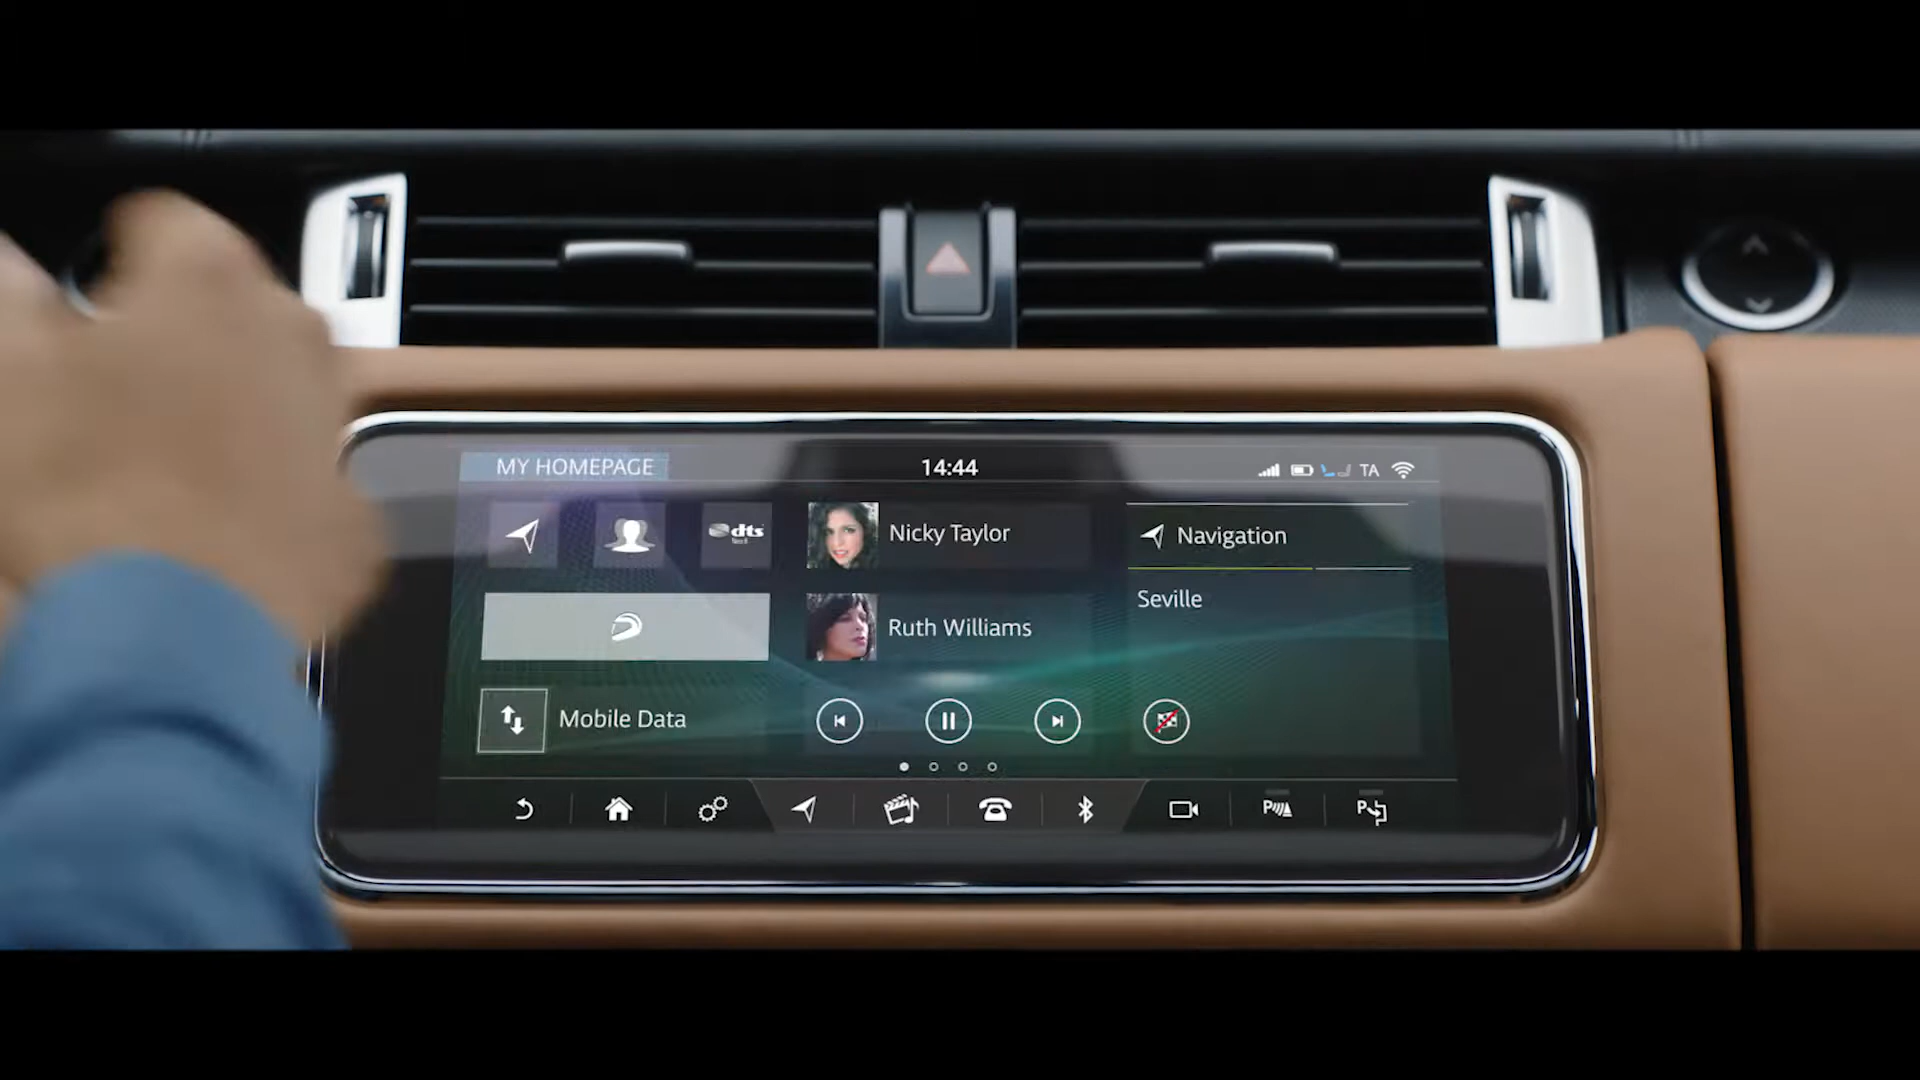 MY HOMEPAGE
14:44
TA
dts
Nicky Taylor
Navigation
Ruth Williams
Seville
Mobile Data
P
P